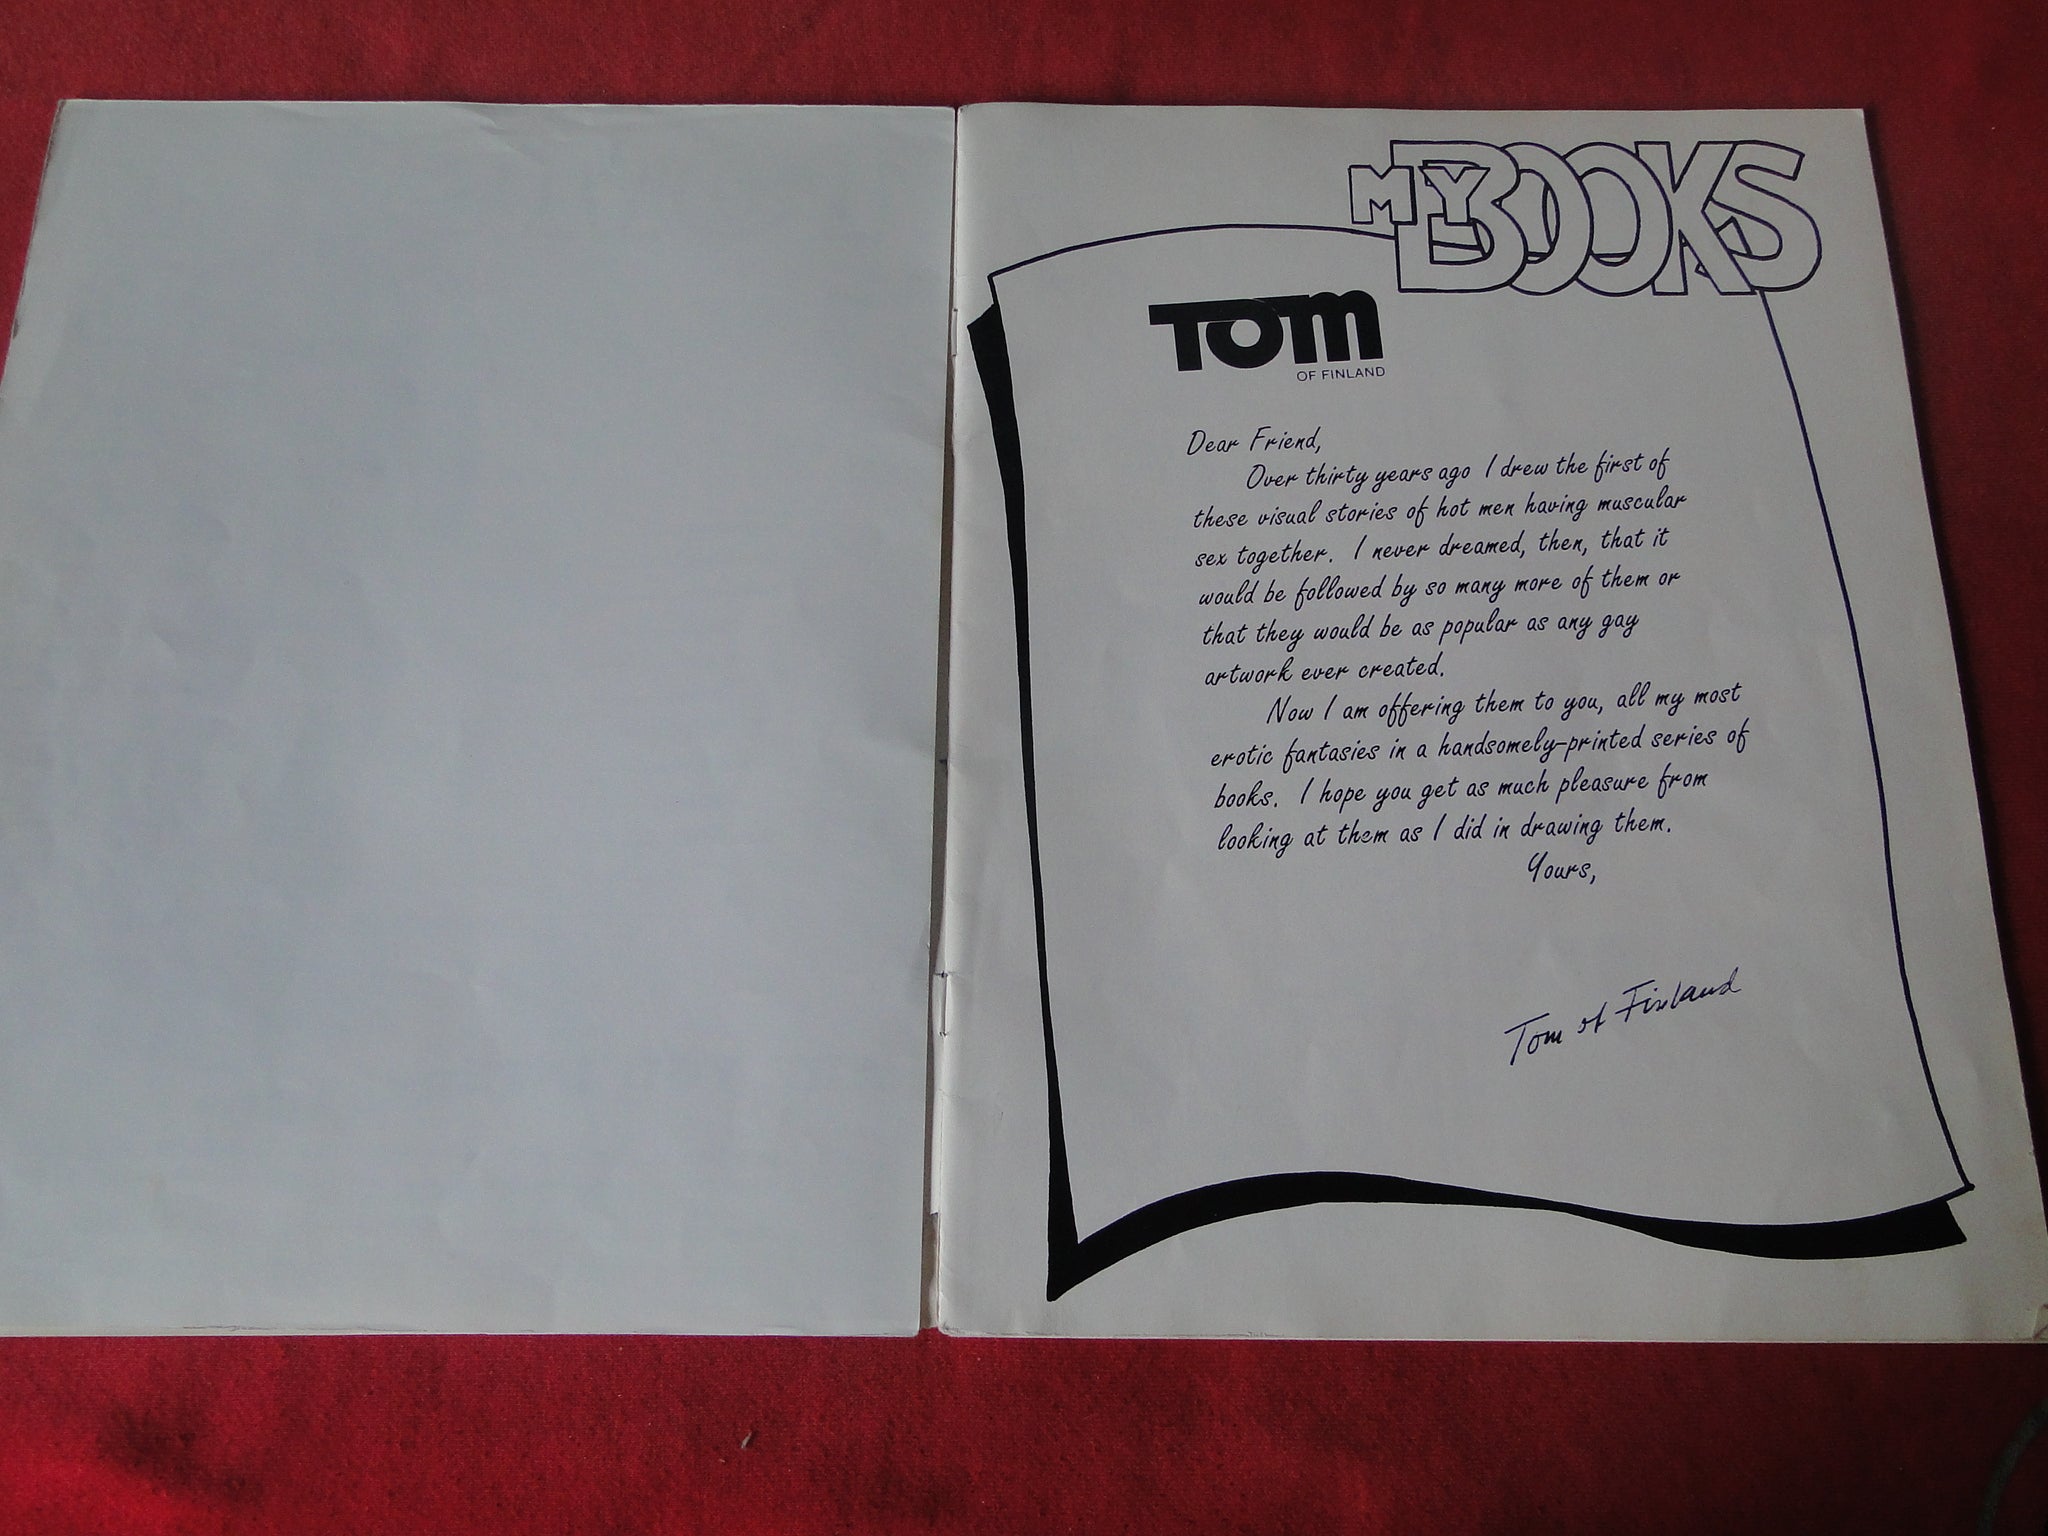 MY BOOKS
TOM
OF FINLAND
Dear Friend,
Over thirty years ago I drew the first of
these visual stories of hot men having muscular
sex together. I never dreamed, then, that it
would be followed by so many more of them or
that they would be as popular as any gay
artwork ever created.
Now I am offering them to you, all my most
erotic fantasies in a handsomely-printed series of
books. I hope you get as much pleasure from
looking at them as I did in drawing them.
Yours,
Tom of Finland